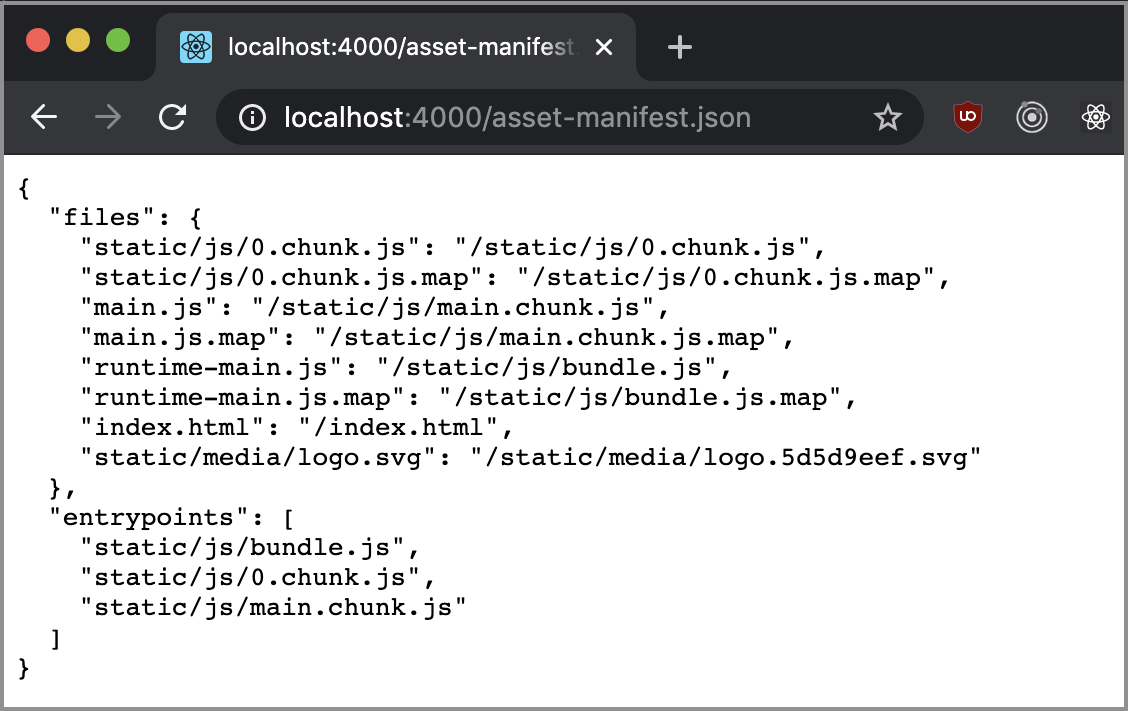 localhost:4000/asset-manifest.
localhost:4000/asset-manifest.json
{
  "files": {
    "static/js/0.chunk.js": "/static/js/0.chunk.js",
    "static/js/0.chunk.js.map": "/static/js/0.chunk.js.map",
    "main.js": "/static/js/main.chunk.js",
    "main.js.map": "/static/js/main.chunk.js.map",
    "runtime-main.js": "/static/js/bundle.js",
    "runtime-main.js.map": "/static/js/bundle.js.map",
    "index.html": "/index.html",
    "static/media/logo.svg": "/static/media/logo.5d5d9eef.svg"
  },
  "entrypoints": [
    "static/js/bundle.js",
    "static/js/0.chunk.js",
    "static/js/main.chunk.js"
  ]
}